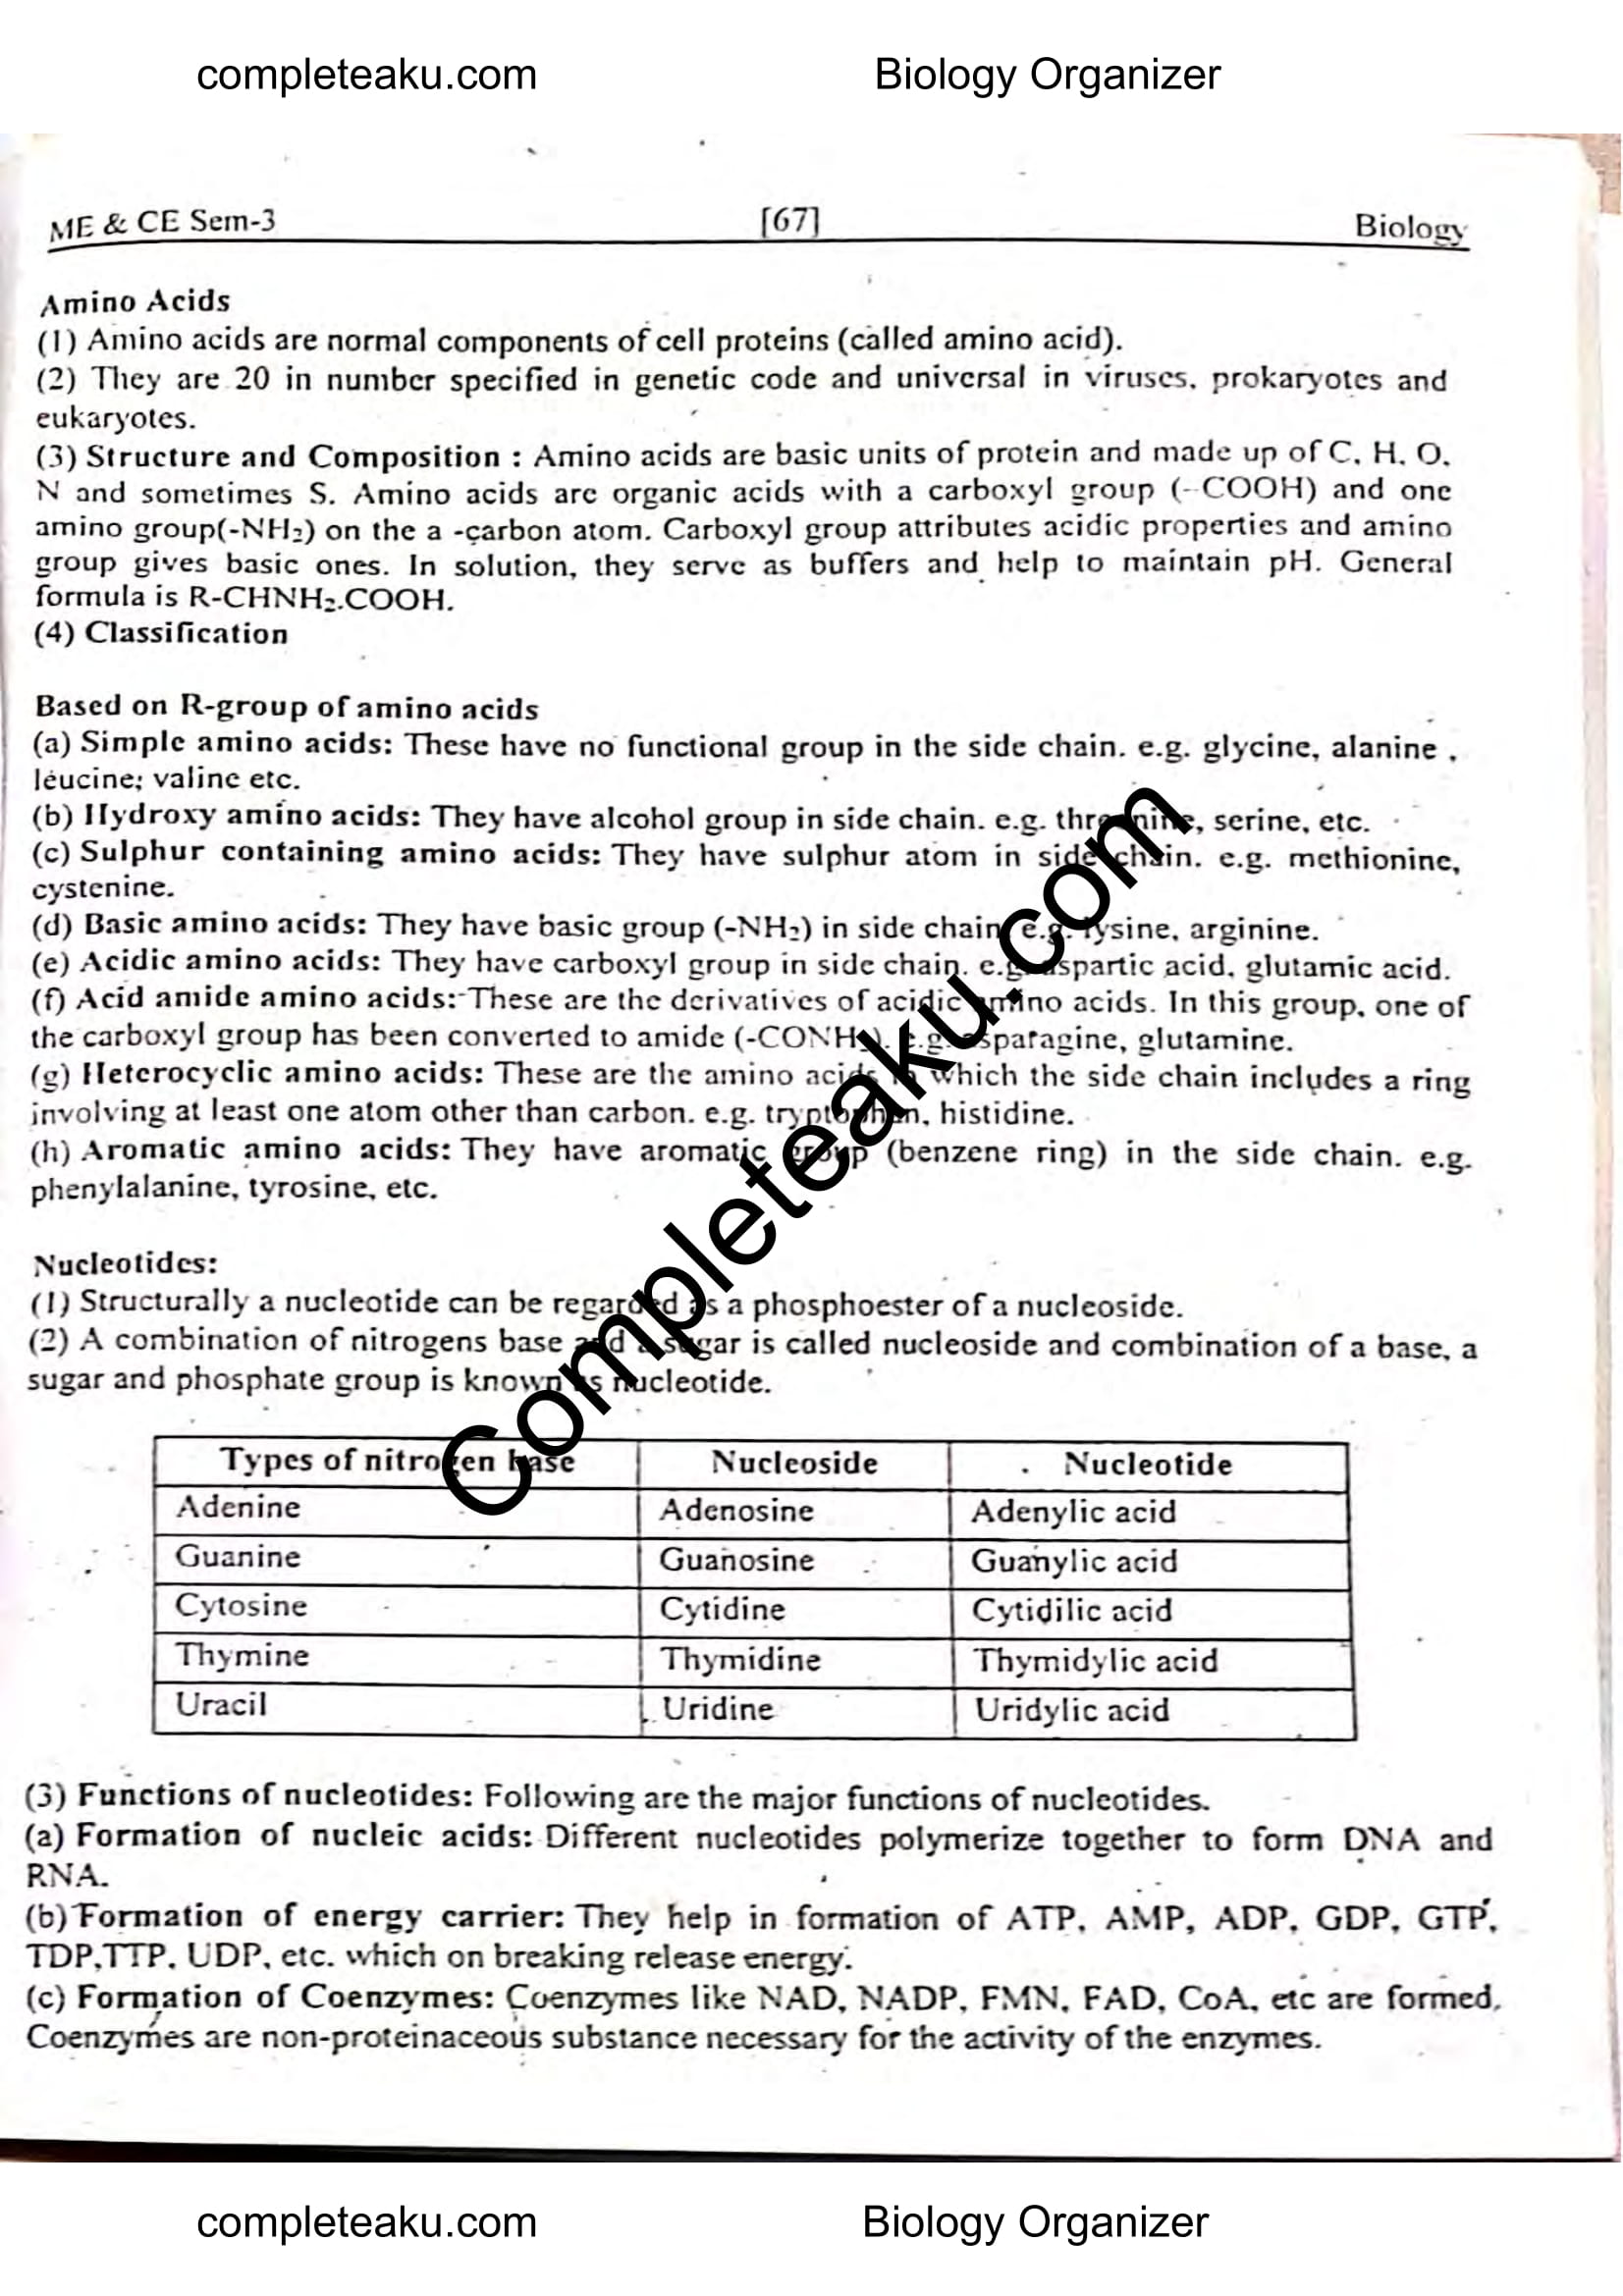 completeaku.com Biology Organizer
ME & CE Sem-3 [67] Biology
Amino Acids
(1) Amino acids are normal components of cell proteins (called amino acid).
(2) They are 20 in number specified in genetic code and universal in viruses, prokaryotes and
eukaryotes.
(3) Structure and Composition : Amino acids are basic units of protein and made up of C, H, O,
N and sometimes S. Amino acids are organic acids with a carboxyl group (-COOH) and one
amino group(-NH₂) on the a -carbon atom. Carboxyl group attributes acidic properties and amino
group gives basic ones. In solution, they serve as buffers and help to maintain pH. General
formula is R-CHNH₂.COOH.
(4) Classification
Based on R-group of amino acids
(a) Simple amino acids: These have no functional group in the side chain. e.g. glycine, alanine ,
leucine; valine etc.
(b) Hydroxy amino acids: They have alcohol group in side chain. e.g. threonine, serine, etc.
(c) Sulphur containing amino acids: They have sulphur atom in side chain. e.g. methionine,
cystenine.
(d) Basic amino acids: They have basic group (-NH₂) in side chain. e.g. lysine, arginine.
(e) Acidic amino acids: They have carboxyl group in side chain. e.g. aspartic acid, glutamic acid.
(f) Acid amide amino acids: These are the derivatives of acidic amino acids. In this group, one of
the carboxyl group has been converted to amide (-CONH₂). e.g. asparagine, glutamine.
(g) Heterocyclic amino acids: These are the amino acids in which the side chain includes a ring
involving at least one atom other than carbon. e.g. tryptophan, histidine.
(h) Aromatic amino acids: They have aromatic group (benzene ring) in the side chain. e.g.
phenylalanine, tyrosine, etc.
Nucleotides:
(1) Structurally a nucleotide can be regarded as a phosphoester of a nucleoside.
(2) A combination of nitrogens base and a sugar is called nucleoside and combination of a base, a
sugar and phosphate group is known as nucleotide.
Types of nitrogen base Nucleoside Nucleotide
Adenine Adenosine Adenylic acid
Guanine Guanosine Guanylic acid
Cytosine Cytidine Cytidilic acid
Thymine Thymidine Thymidylic acid
Uracil Uridine Uridylic acid
(3) Functions of nucleotides: Following are the major functions of nucleotides.
(a) Formation of nucleic acids: Different nucleotides polymerize together to form DNA and
RNA.
(b) Formation of energy carrier: They help in formation of ATP, AMP, ADP, GDP, GTP,
TDP,TTP, UDP, etc. which on breaking release energy.
(c) Formation of Coenzymes: Coenzymes like NAD, NADP, FMN, FAD, CoA, etc are formed.
Coenzymes are non-proteinaceous substance necessary for the activity of the enzymes.
Completeaku.com
completeaku.com Biology Organizer